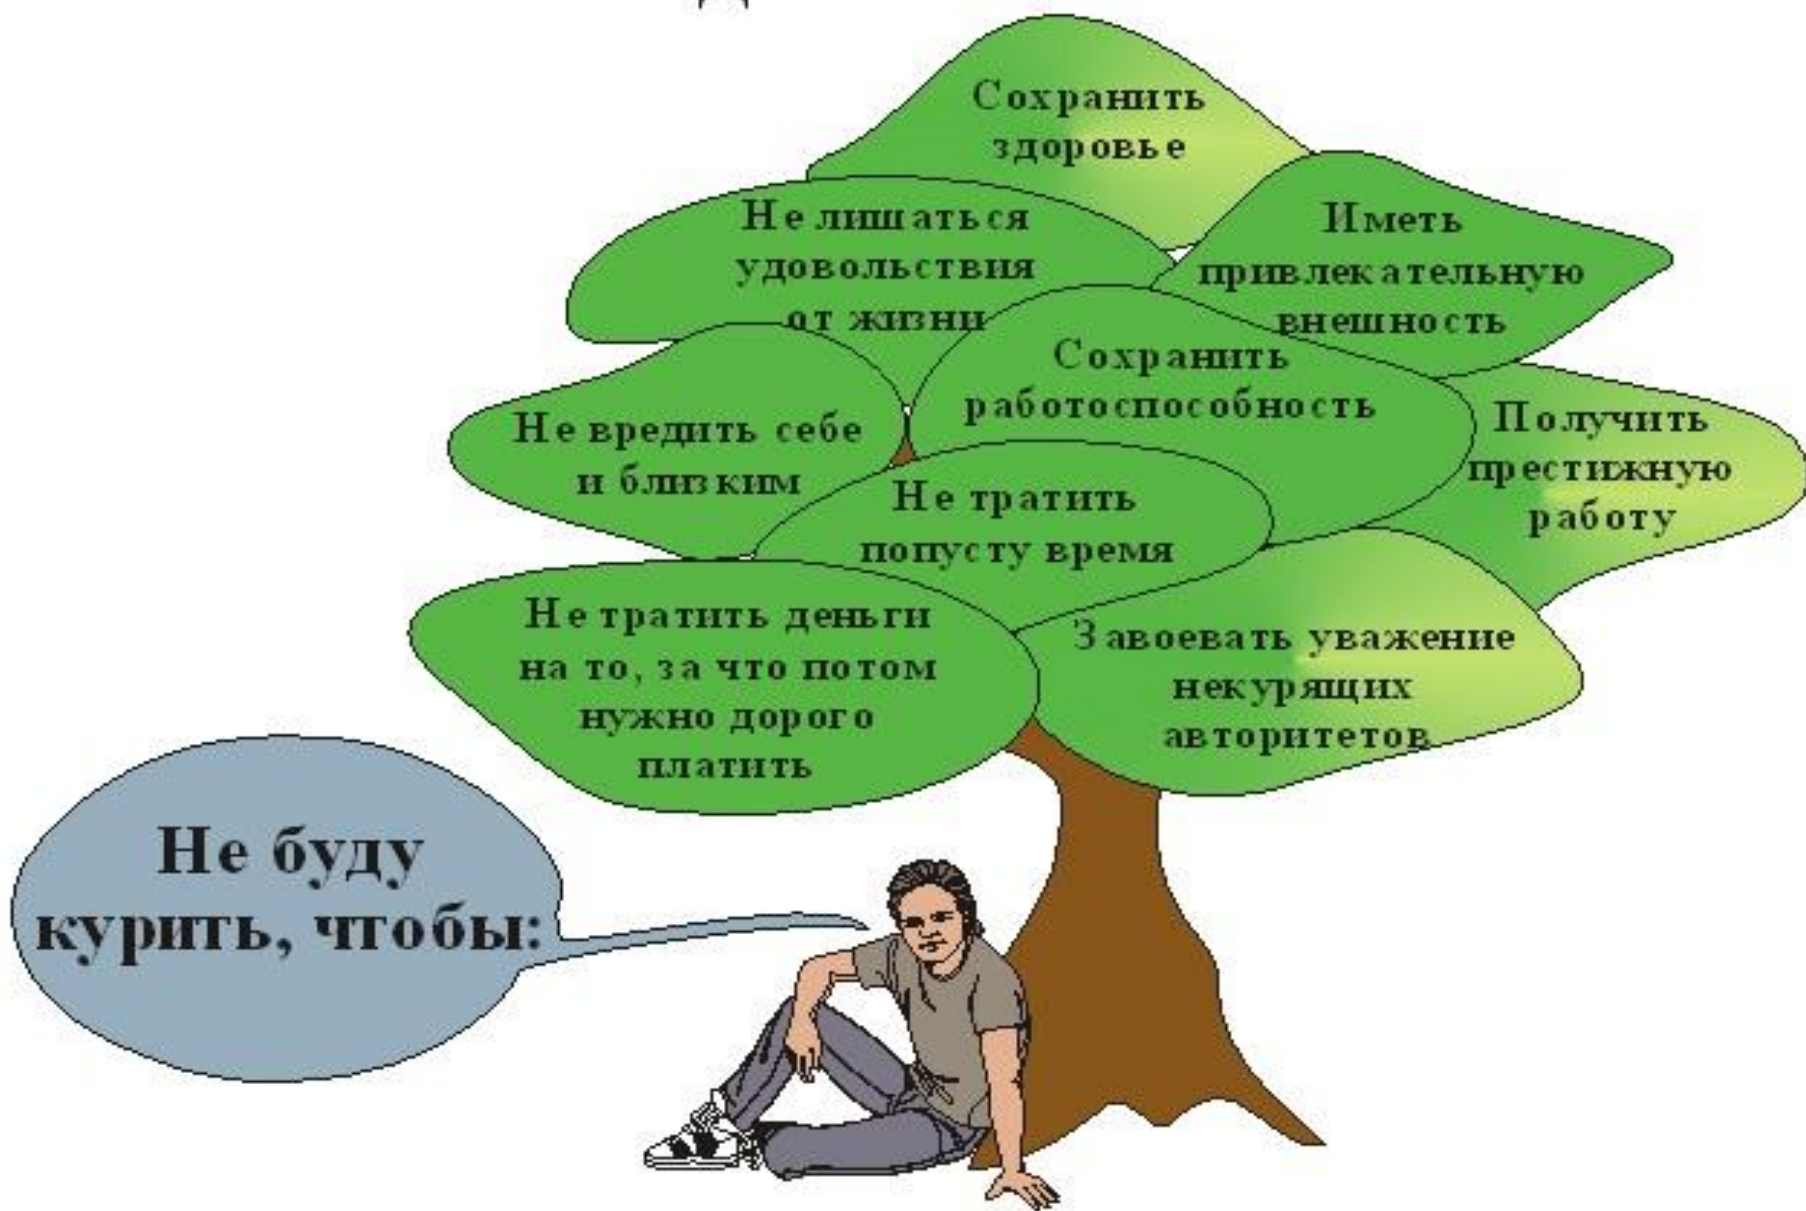 Сохранить
здоровье
Не лишаться
удовольствия
от жизни
Иметь
привлекательную
внешность
Сохранить
работоспособность
Не вредить себе
и близким
Получить
престижную
работу
Не тратить
попусту время
Не тратить деньги
на то, за что потом
нужно дорого
платить
Завоевать уважение
некурящих
авторитетов
Не буду
курить, чтобы: